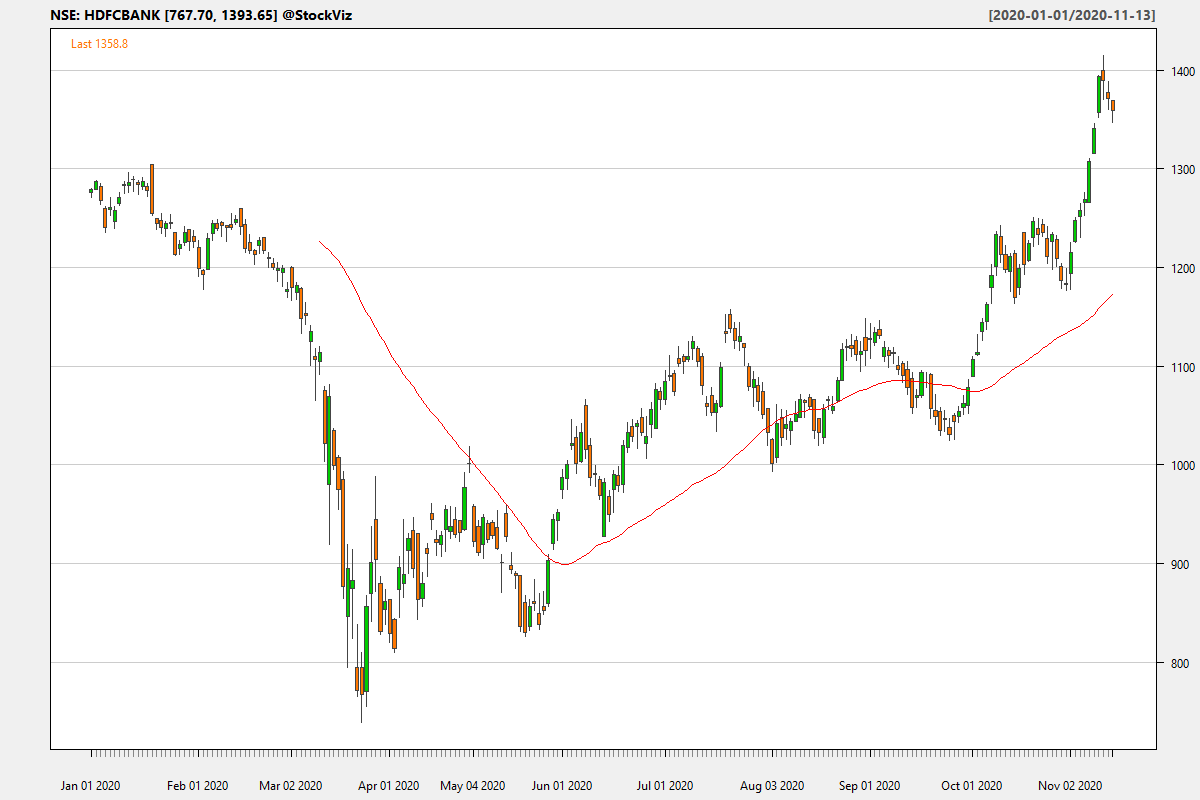 NSE: HDFCBANK [767.70, 1393.65] @StockViz [2020-01-01/2020-11-13]
Last 1358.8
1400
1300
1200
1100
1000
900
800
Jan 01 2020 Feb 01 2020 Mar 02 2020 Apr 01 2020 May 04 2020 Jun 01 2020 Jul 01 2020 Aug 03 2020 Sep 01 2020 Oct 01 2020 Nov 02 2020